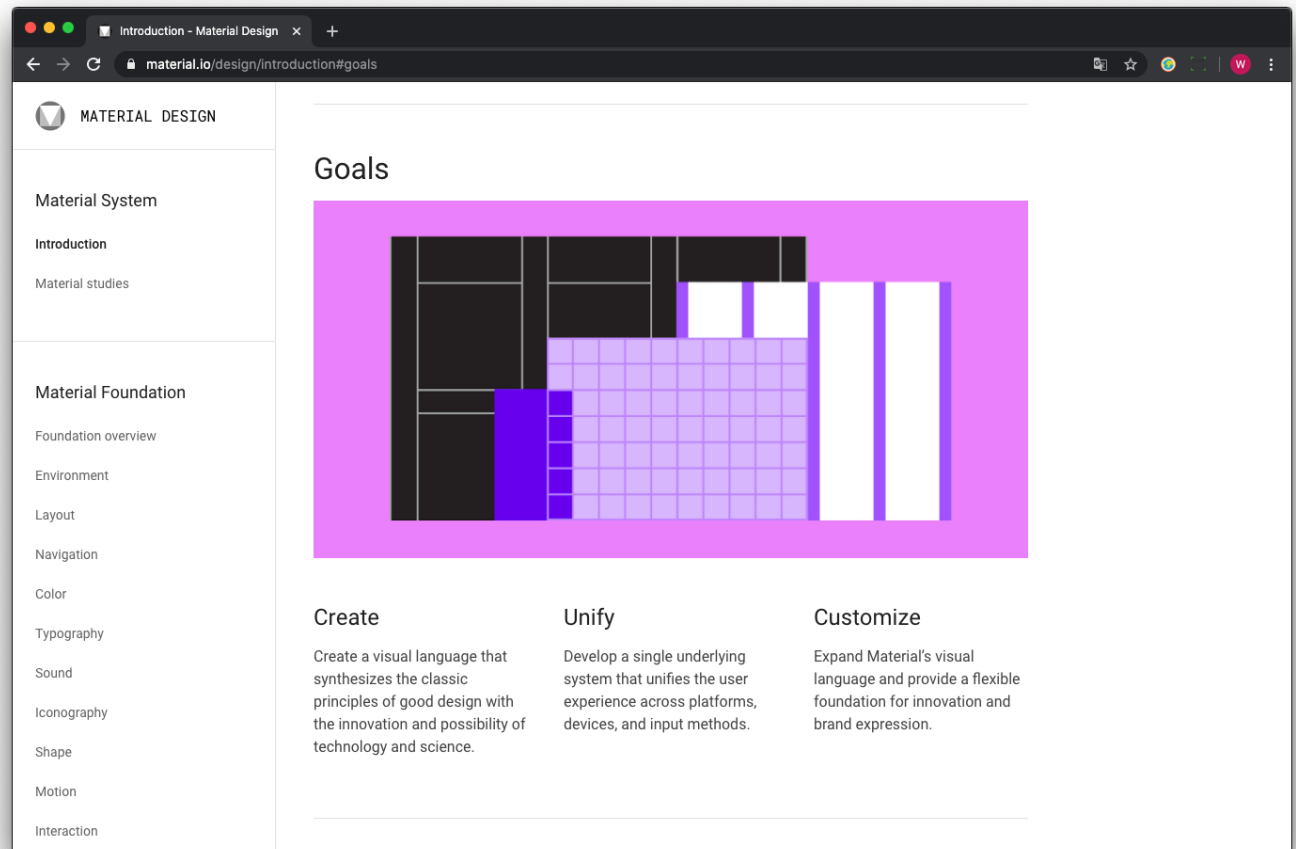 Introduction - Material Design
material.io/design/introduction#goals
W
MATERIAL DESIGN
Material System
Introduction
Material studies
Material Foundation
Foundation overview
Environment
Layout
Navigation
Color
Typography
Sound
Iconography
Shape
Motion
Interaction
Goals
Create
Create a visual language that
synthesizes the classic
principles of good design with
the innovation and possibility of
technology and science.
Unify
Develop a single underlying
system that unifies the user
experience across platforms,
devices, and input methods.
Customize
Expand Material’s visual
language and provide a flexible
foundation for innovation and
brand expression.